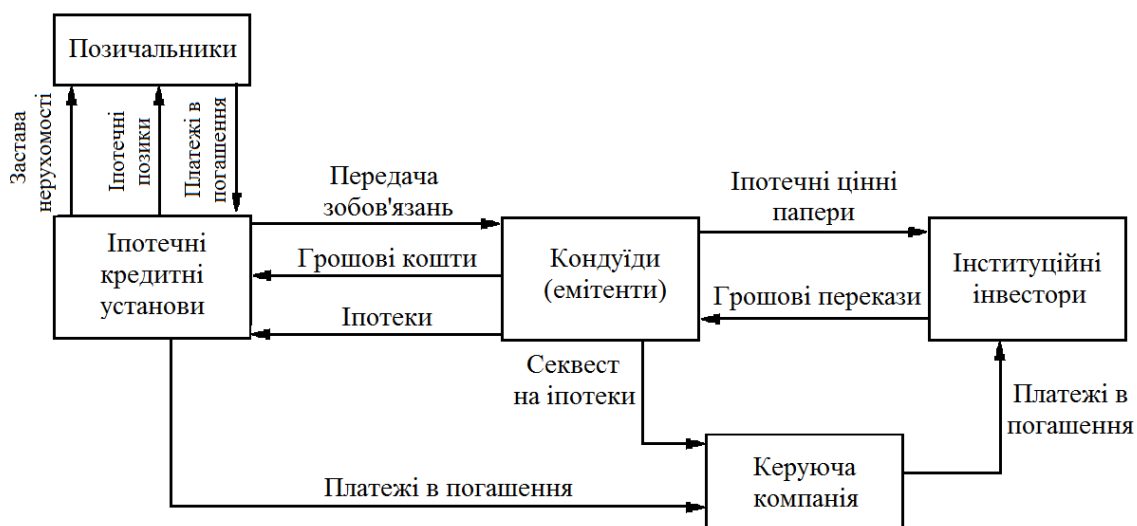 Позичальники
Застава
нерухомості
Іпотечні
позики
Платежі в
погашення
Передача
зобов'язань
Іпотечні цінні
папери
Іпотечні
кредитні
установи
Грошові кошти
Іпотеки
Кондуїди
(емітенти)
Грошові перекази
Інституційні
інвестори
Секвест
на іпотеки
Платежі в
погашення
Платежі в погашення
Керуюча
компанія